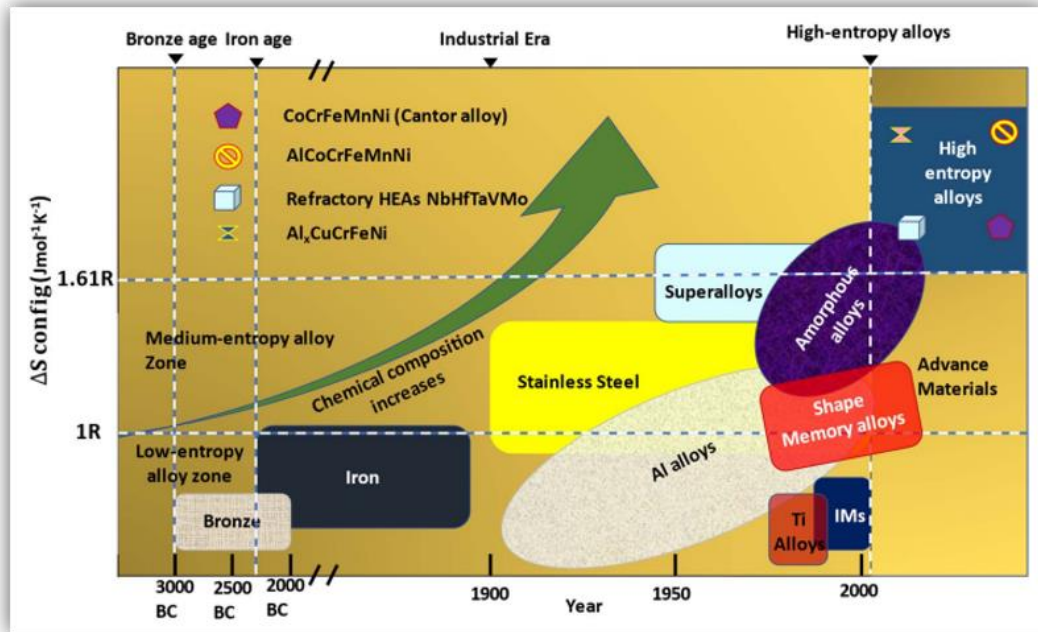 Bronze age
Iron age
Industrial Era
High-entropy alloys
CoCrFeMnNi (Cantor alloy)
AlCoCrFeMnNi
Refractory HEAs NbHfTaVMo
AlₓCuCrFeNi
High
entropy
alloys
ΔS config (Jmol⁻¹K⁻¹)
1.61R
1R
Medium-entropy alloy
Zone
Chemical composition
increases
Superalloys
Amorphous
alloys
Stainless Steel
Advance
Materials
Shape
Memory alloys
Low-entropy
alloy zone
Iron
Al alloys
Bronze
Ti
Alloys
IMs
3000
BC
2500
BC
2000
BC
1900
1950
2000
Year